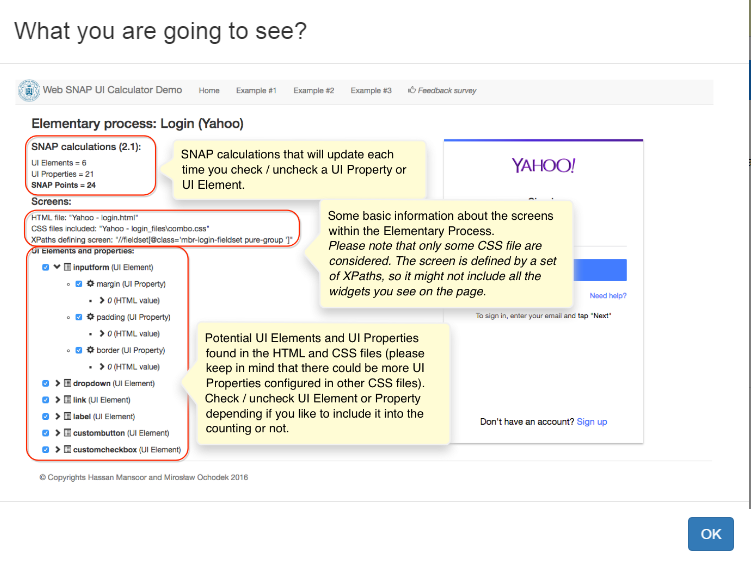 What you are going to see?
Web SNAP UI Calculator Demo Home Example #1 Example #2 Example #3 Feedback survey
Elementary process: Login (Yahoo)
SNAP calculations (2.1):
UI Elements = 6
UI Properties = 21
SNAP Points = 24
SNAP calculations that will update each
time you check / uncheck a UI Property or
UI Element.
YAHOO!
Screens:
HTML file: "Yahoo - login.html"
CSS files included: "Yahoo - login_files\combo.css"
XPaths defining screen: "//fieldset[@class='mbr-login-fieldset pure-group ']"
Some basic information about the screens
within the Elementary Process.
Please note that only some CSS file are
considered. The screen is defined by a set
of XPaths, so it might not include all the
widgets you see on the page.
UI Elements and properties:
inputform (UI Element)
margin (UI Property)
0 (HTML value)
padding (UI Property)
0 (HTML value)
border (UI Property)
0 (HTML value)
dropdown (UI Element)
link (UI Element)
label (UI Element)
custombutton (UI Element)
customcheckbox (UI Element)
Potential UI Elements and UI Properties
found in the HTML and CSS files (please
keep in mind that there could be more UI
Properties configured in other CSS files).
Check / uncheck UI Element or Property
depending if you like to include it into the
counting or not.
Need help?
To sign in, enter your email and tap "Next"
Don't have an account? Sign up
© Copyrights Hassan Mansoor and Mirosław Ochodek 2016
OK